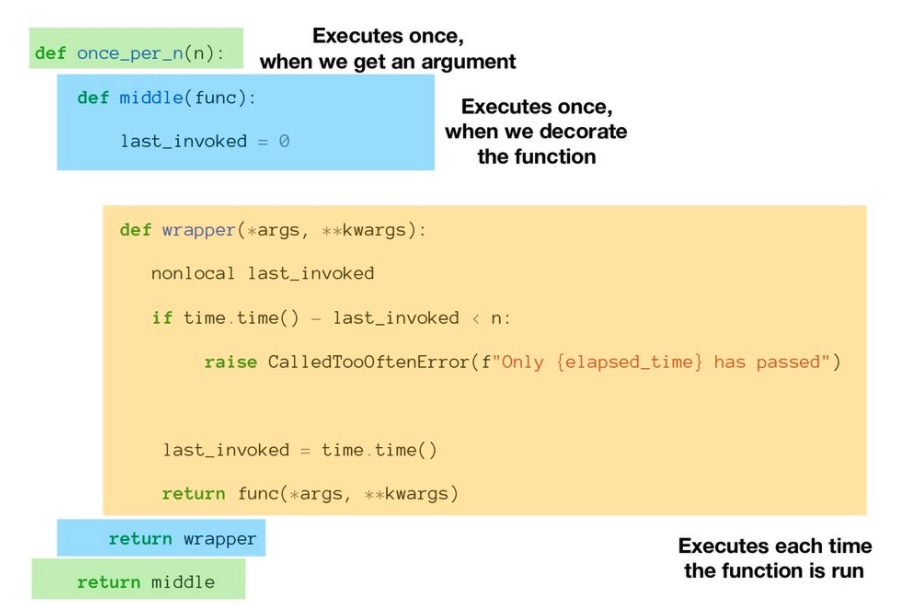 def once_per_n(n):
Executes once,
when we get an argument
def middle(func):
last_invoked = 0
Executes once,
when we decorate
the function
def wrapper(*args, **kwargs):
nonlocal last_invoked
if time.time() - last_invoked < n:
raise CalledTooOftenError(f"Only {elapsed_time} has passed")
last_invoked = time.time()
return func(*args, **kwargs)
return wrapper
return middle
Executes each time
the function is run